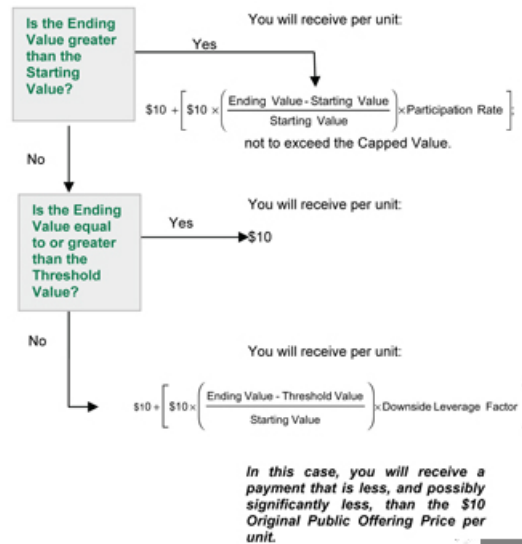 Is the Ending
Value greater
than the
Starting
Value?
You will receive per unit:
Yes
$10 + [ $10 × ( Ending Value - Starting Value
Starting Value ) × Participation Rate ];
not to exceed the Capped Value.
No
Is the Ending
Value equal
to or greater
than the
Threshold
Value?
You will receive per unit:
Yes
$10
No
You will receive per unit:
$10 + [ $10 × ( Ending Value - Threshold Value
Starting Value ) × Downside Leverage Factor
In this case, you will receive a
payment that is less, and possibly
significantly less, than the $10
Original Public Offering Price per
unit.